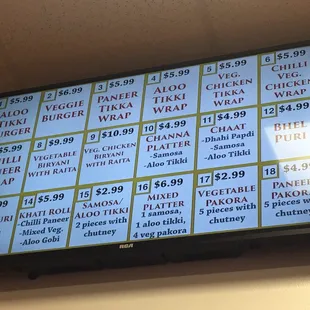 $5.99
ALOO
TIKKI
BURGER
2 $6.99
VEGGIE
BURGER
3 $5.99
PANEER
TIKKA
WRAP
4 $5.99
ALOO
TIKKI
WRAP
5 $5.99
VEG.
CHICKEN
TIKKA
WRAP
6 $5.99
CHILLI
VEG
CHICKEN
WRAP
$5.99
CHILLI
PANEER
WRAP
8 $9.99
VEGETABLE
BIRYANI
WITH RAITA
9 $10.99
VEG. CHICKEN
BIRYANI
WITH RAITA
10 $4.99
CHANNA
PLATTER
-Samosa
-Aloo Tikki
11 $4.99
CHAAT
-Dhahi Papdi
-Samosa
-Aloo Tikki
12 $4.99
BHEL
PURI
$9.99
PURI
14 $5.99
KHATI ROLL
-Chilli Paneer
-Mixed Veg.
-Aloo Gobi
15 $2.99
SAMOSA/
ALOO TIKKI
2 pieces with
chutney
16 $6.99
MIXED
PLATTER
1 samosa,
1 aloo tikki,
4 veg pakora
17 $2.99
VEGETABLE
PAKORA
5 pieces with
chutney
18 $4.99
PANEER
PAKORA
5 pieces with
chutney
RCA